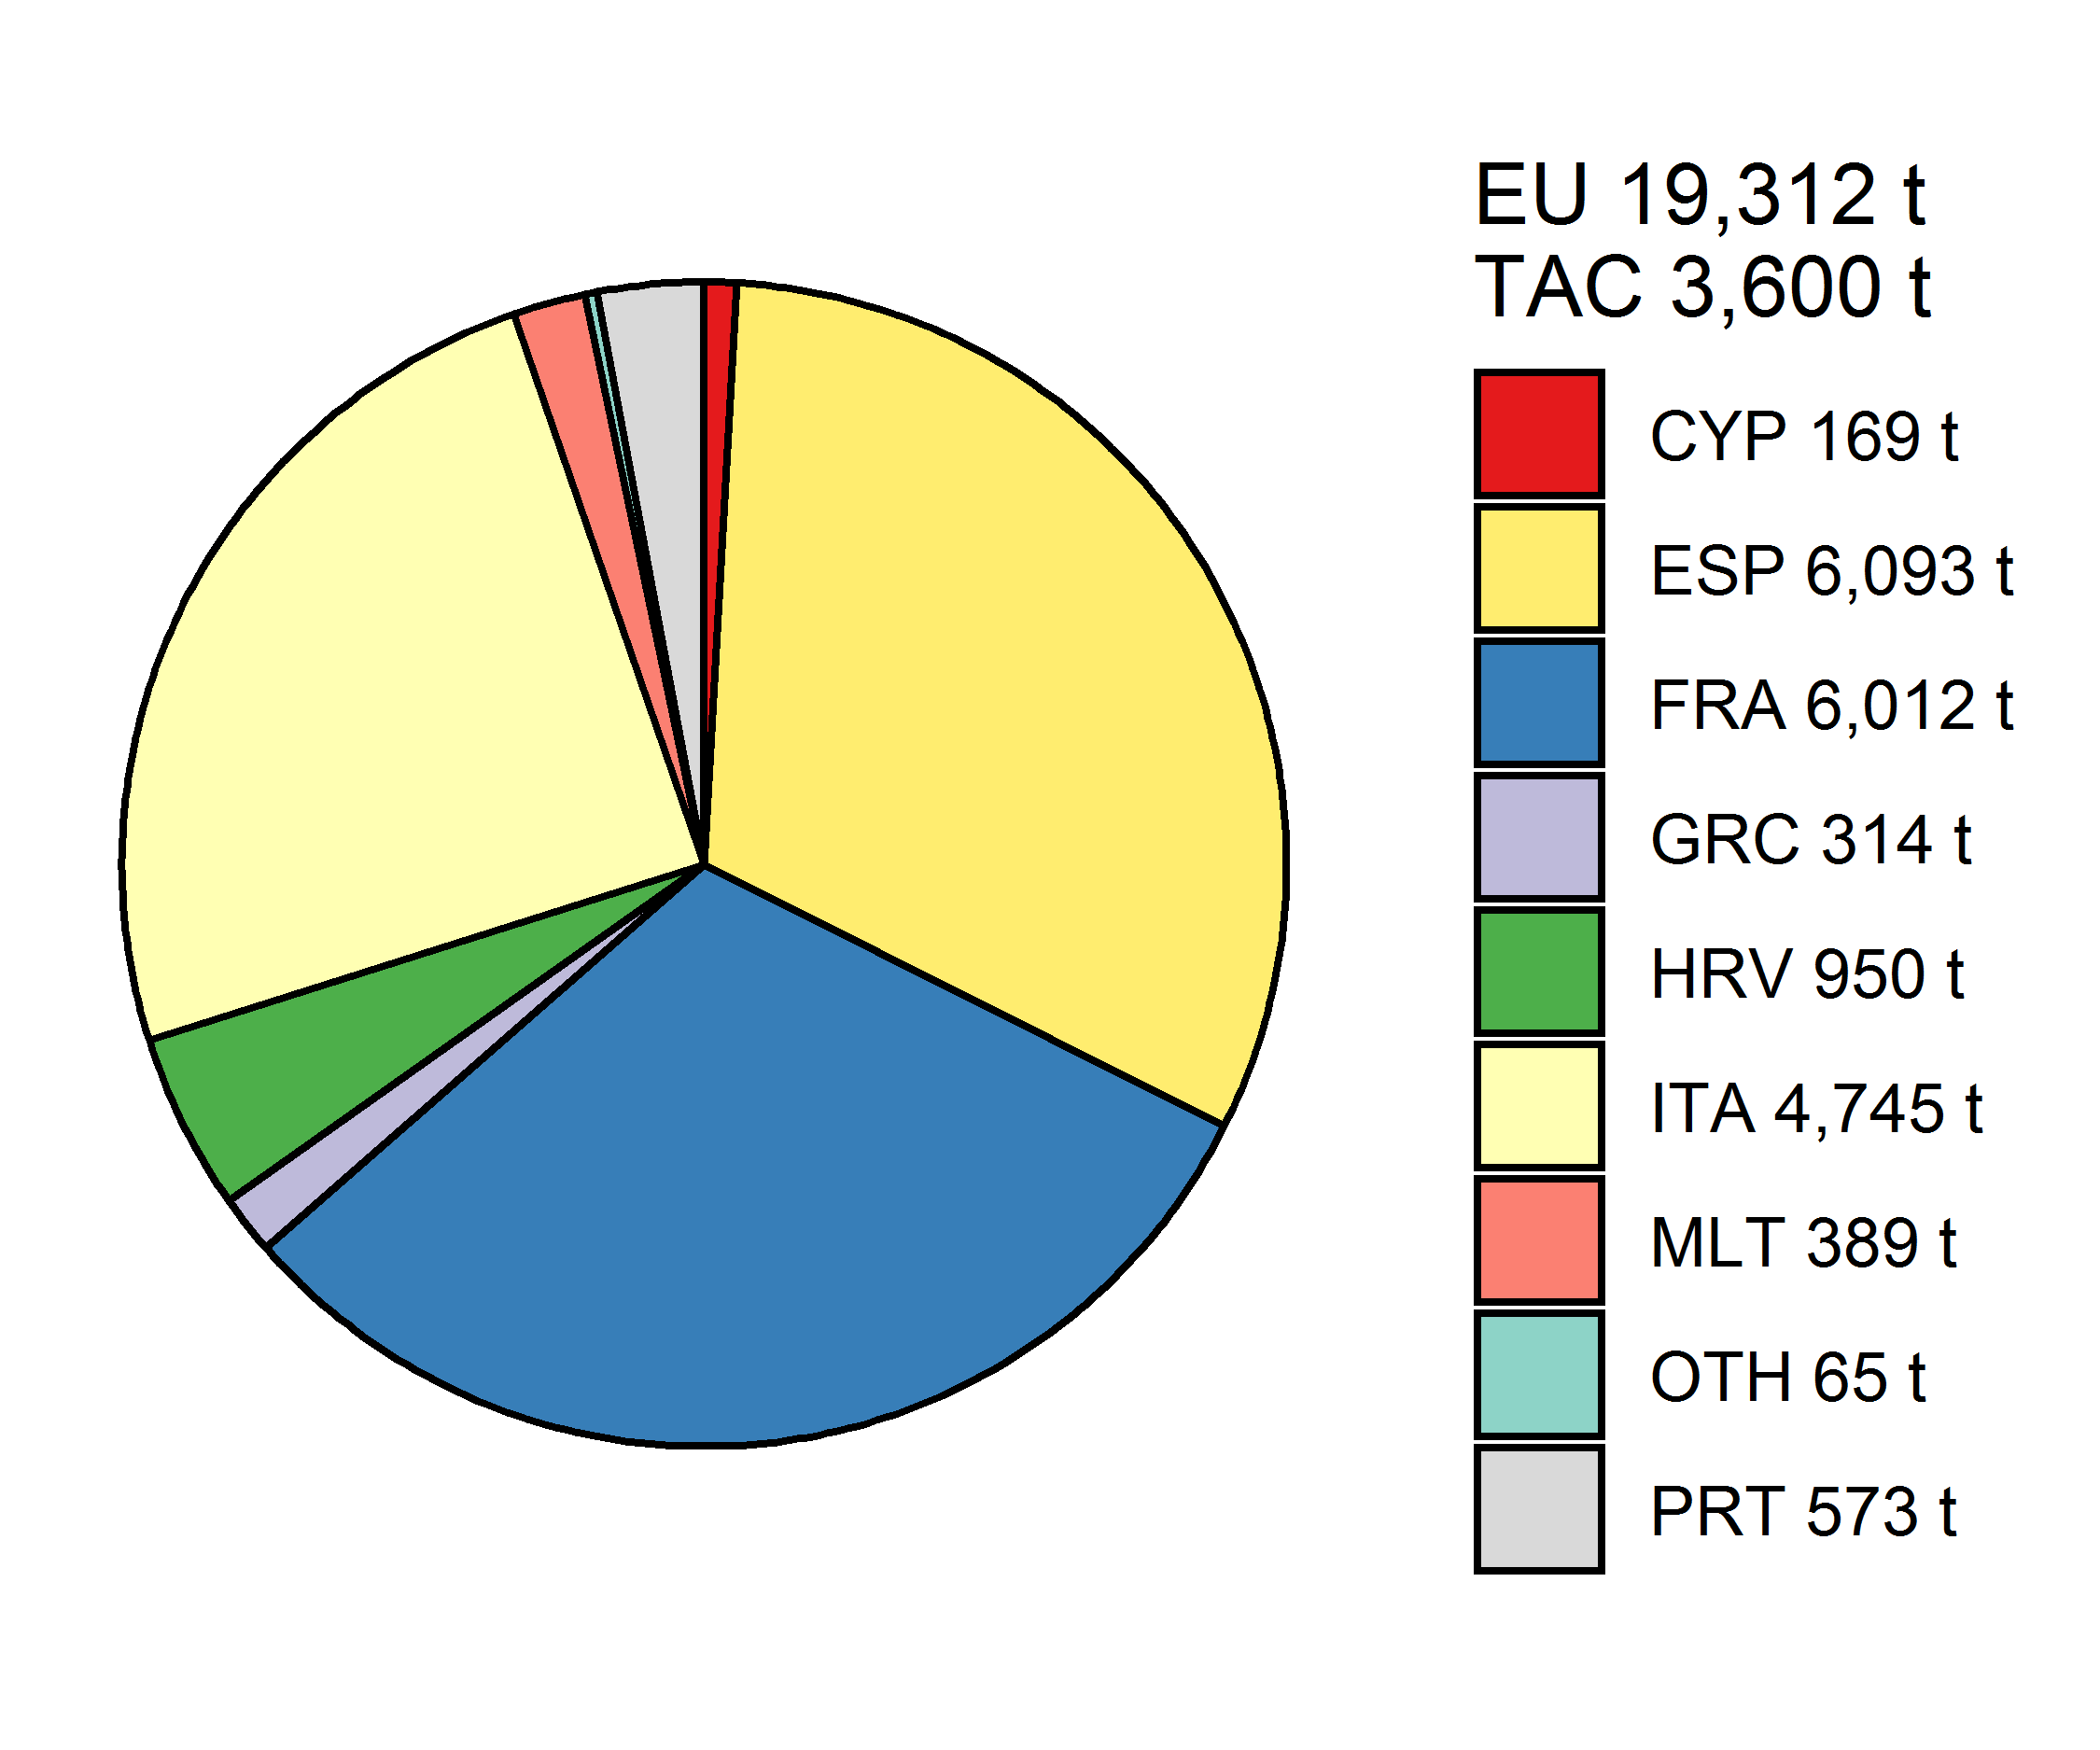 EU 19,312 t
TAC 3,600 t
CYP 169 t
ESP 6,093 t
FRA 6,012 t
GRC 314 t
HRV 950 t
ITA 4,745 t
MLT 389 t
OTH 65 t
PRT 573 t